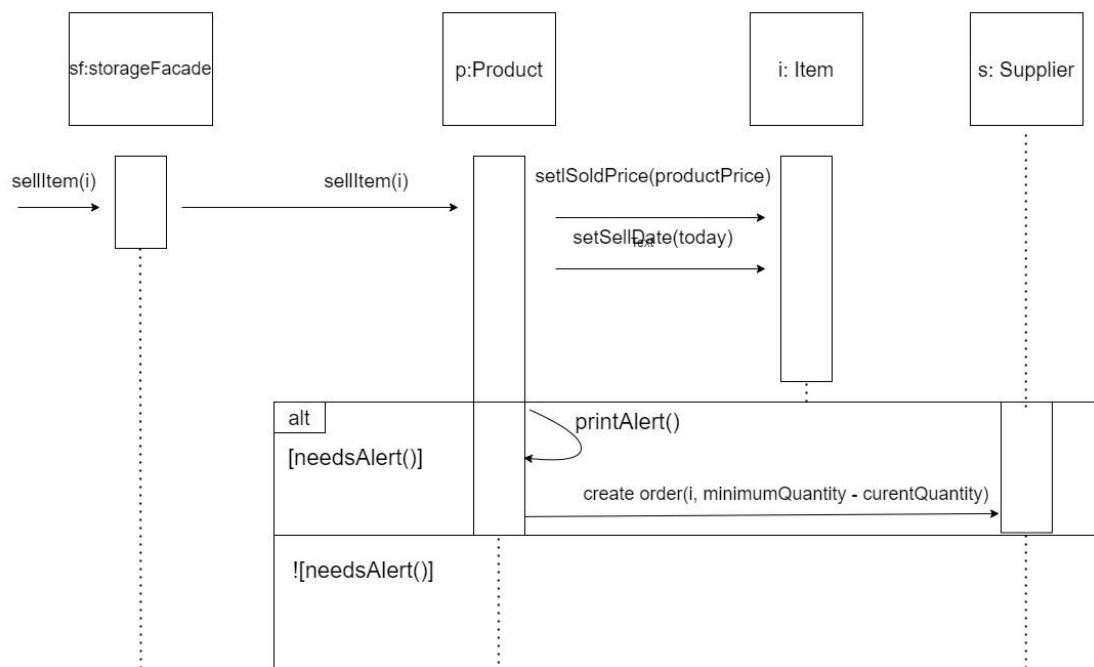 sf:storageFacade
p:Product
i: Item
s: Supplier
sellItem(i)
sellItem(i)
setlSoldPrice(productPrice)
setSellDate(today)
Text
alt
printAlert()
[needsAlert()]
create order(i, minimumQuantity - curentQuantity)
![needsAlert()]